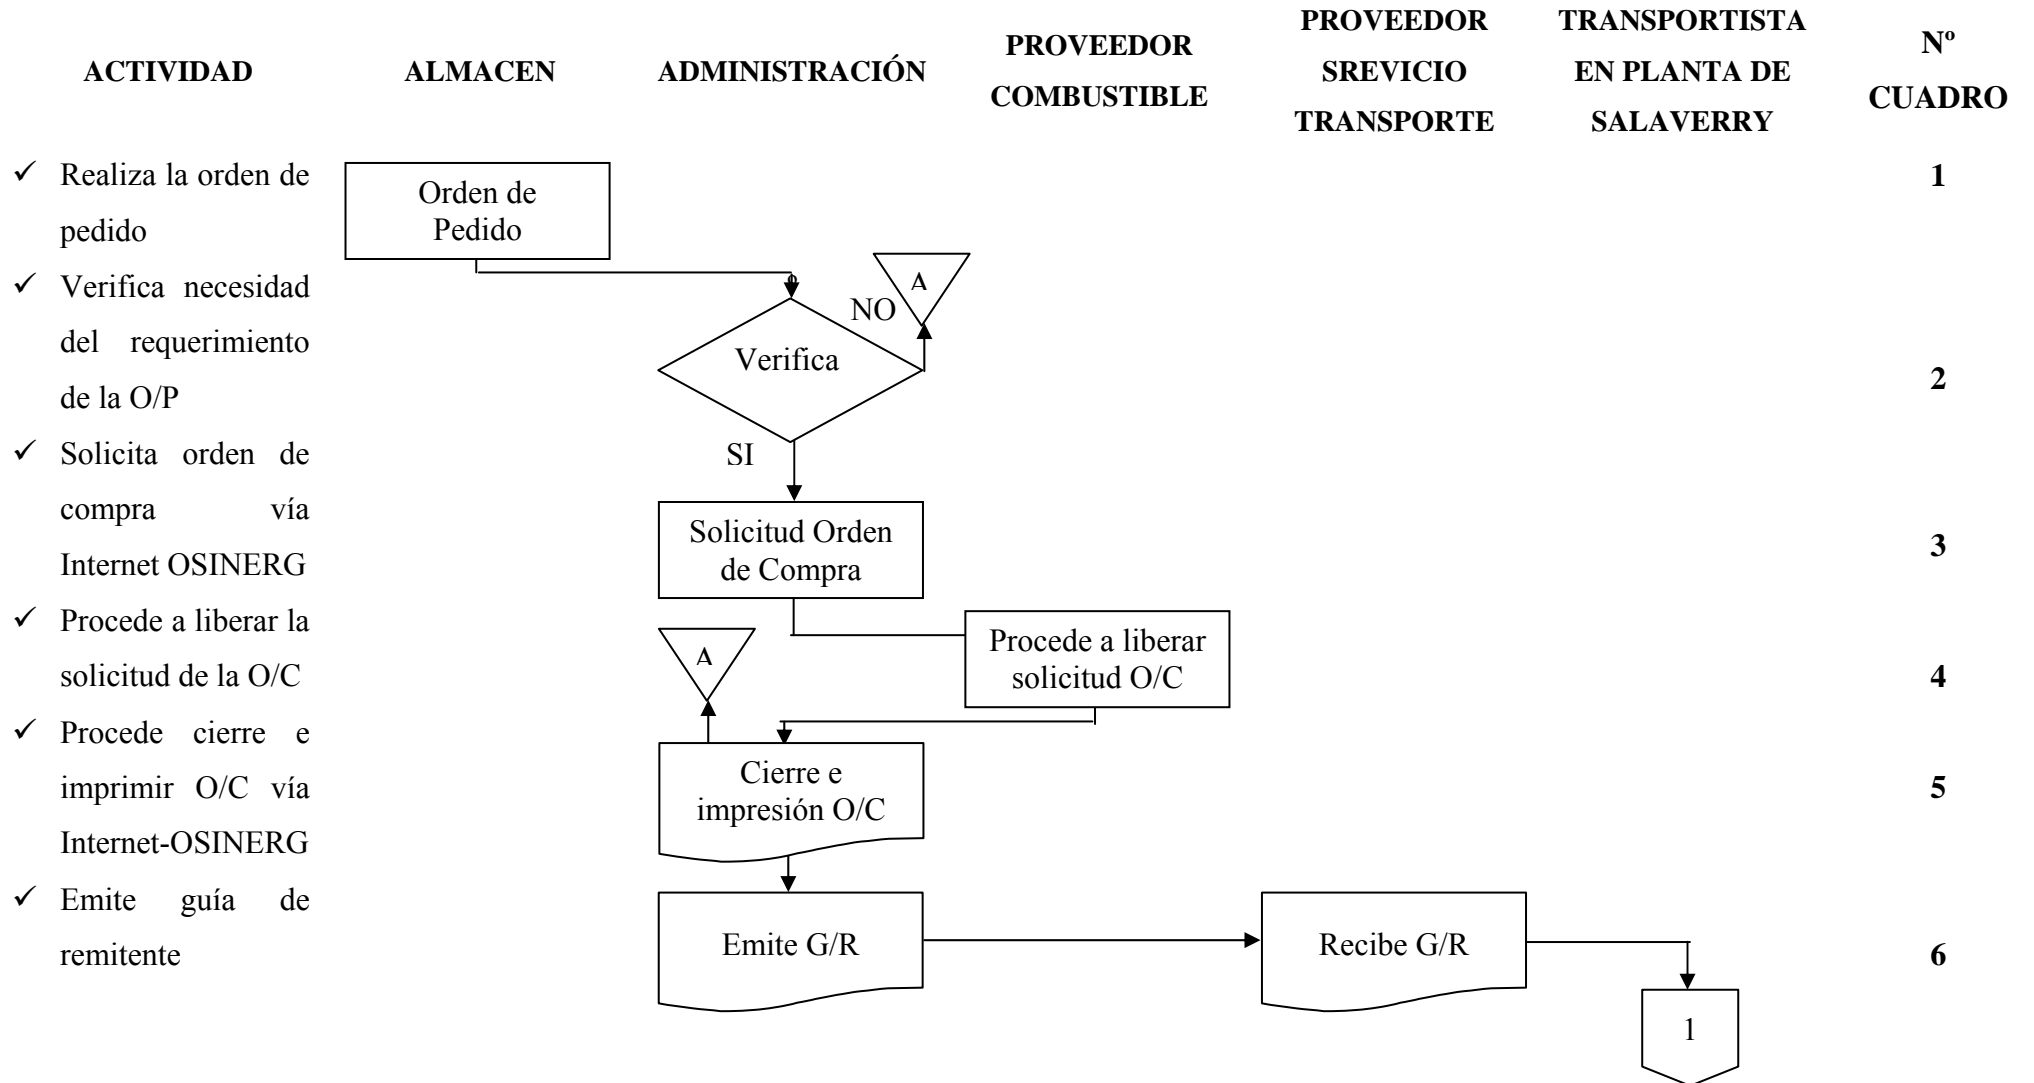 ACTIVIDAD
ALMACEN
ADMINISTRACIÓN
PROVEEDOR
COMBUSTIBLE
PROVEEDOR
SREVICIO
TRANSPORTE
TRANSPORTISTA
EN PLANTA DE
SALAVERRY
Nº
CUADRO
Realiza la orden de
pedido
Orden de
Pedido
1
Verifica necesidad
del requerimiento
de la O/P
A
NO
Verifica
2
SI
Solicita orden de
compra vía
Internet OSINERG
Solicitud Orden
de Compra
3
Procede a liberar la
solicitud de la O/C
A
Procede a liberar
solicitud O/C
4
Procede cierre e
imprimir O/C vía
Internet-OSINERG
Cierre e
impresión O/C
5
Emite guía de
remitente
Emite G/R
Recibe G/R
6
1